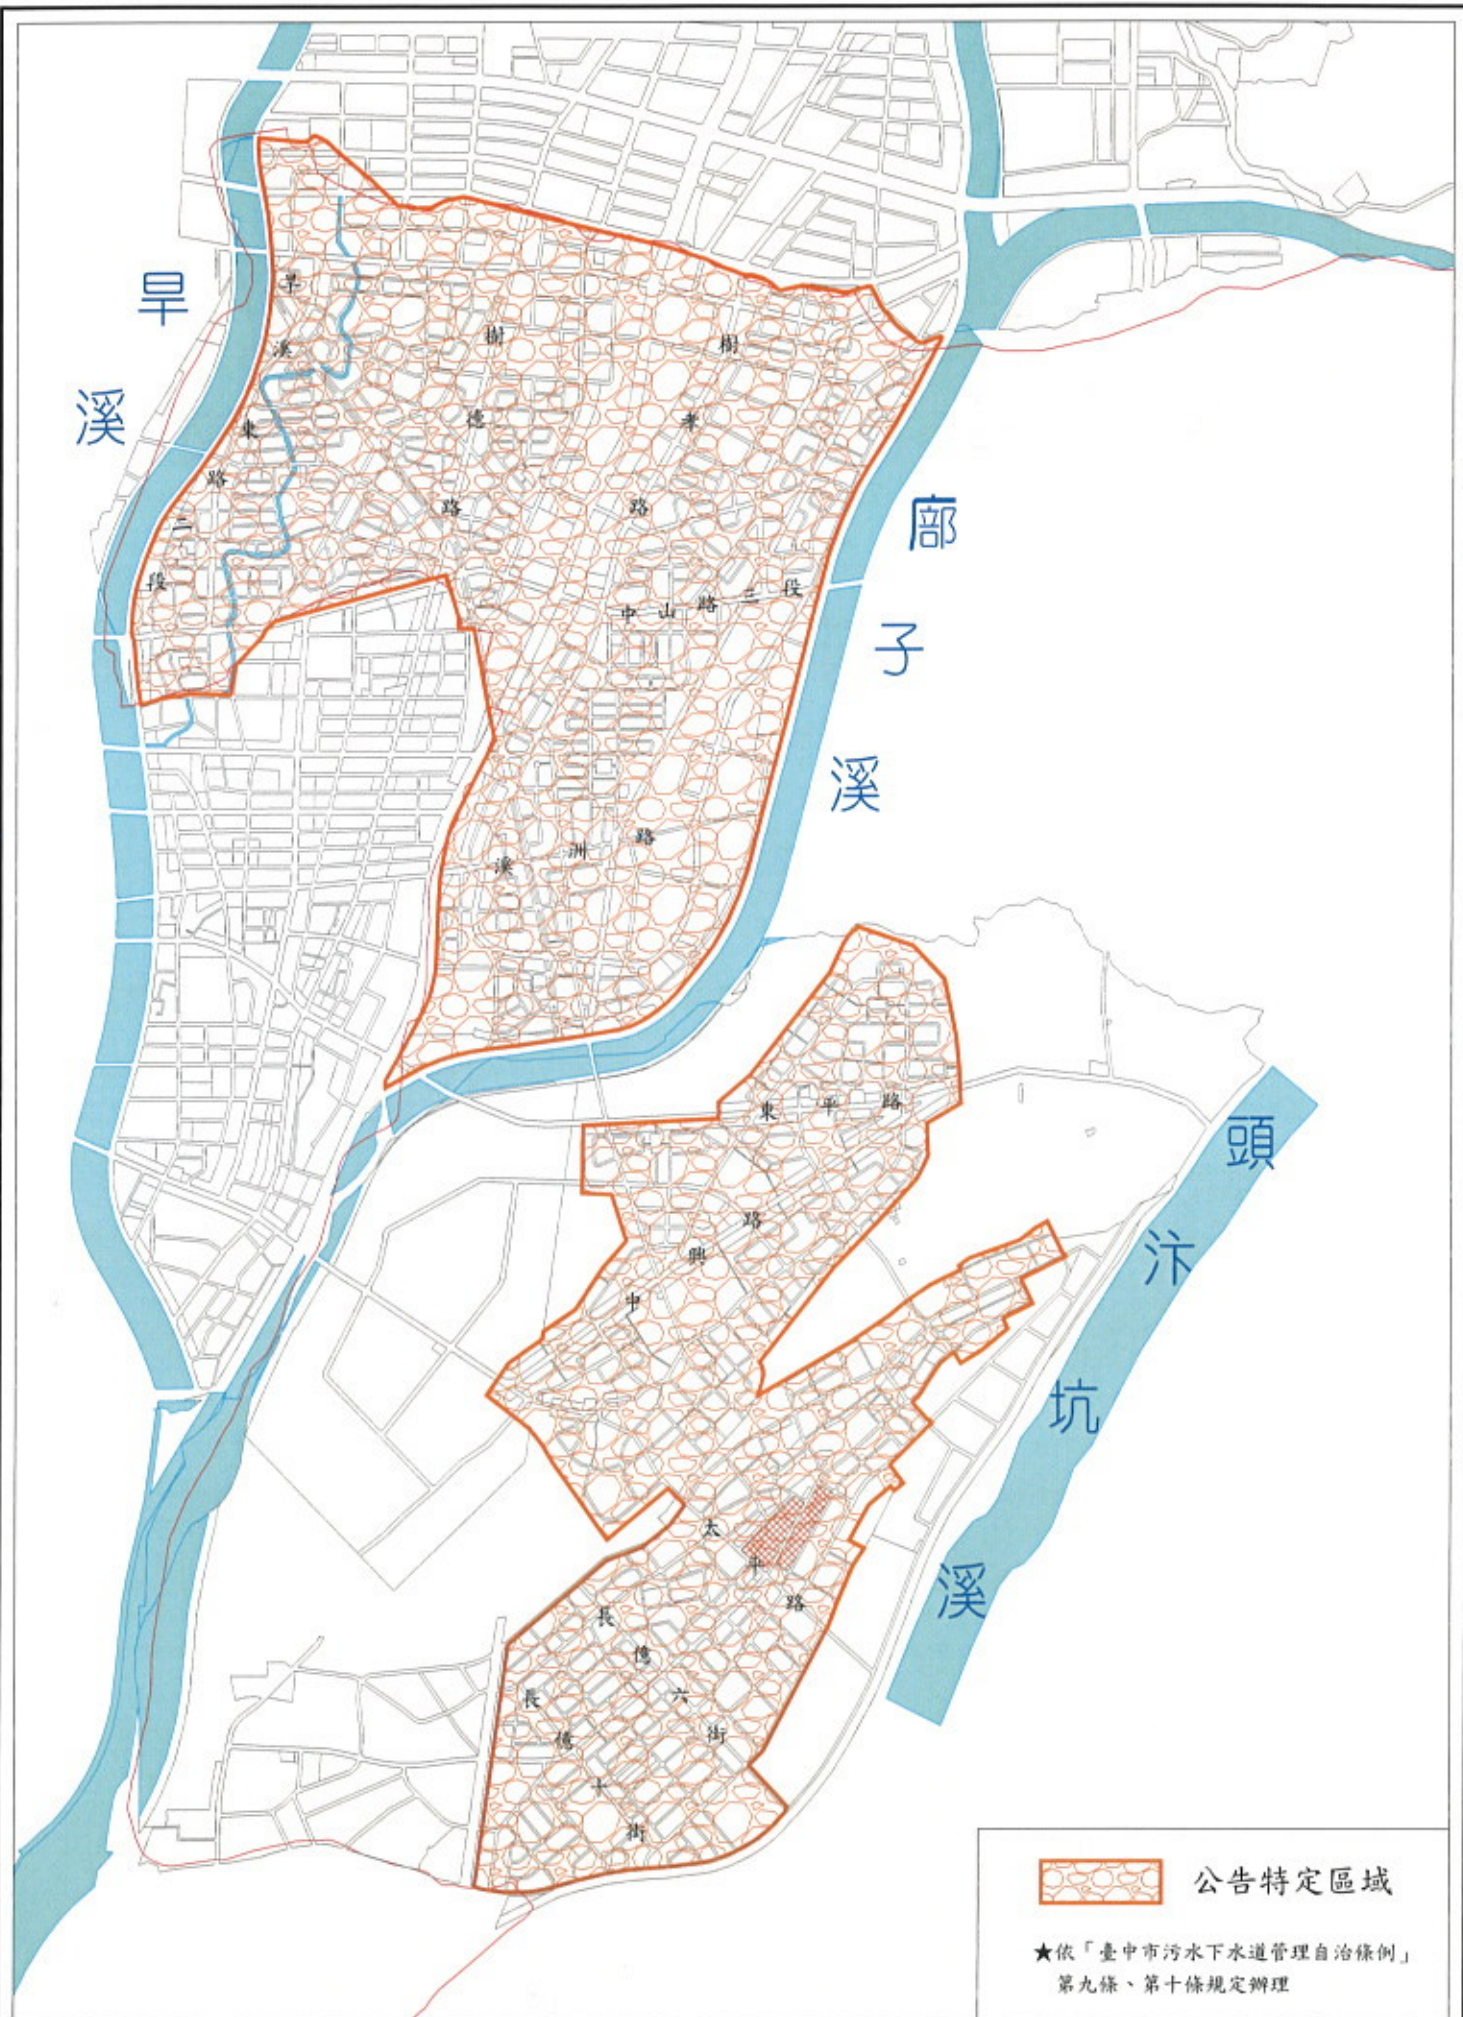 旱溪
廍子溪
頭汴坑溪
旱溪東路二段
樹德路
樹孝路
中山路三段
溪洲路
東平路
中興路
太平路
長億六街
長億十街
公告特定區域
★依「臺中市污水下水道管理自治條例」
第九條、第十條規定辦理